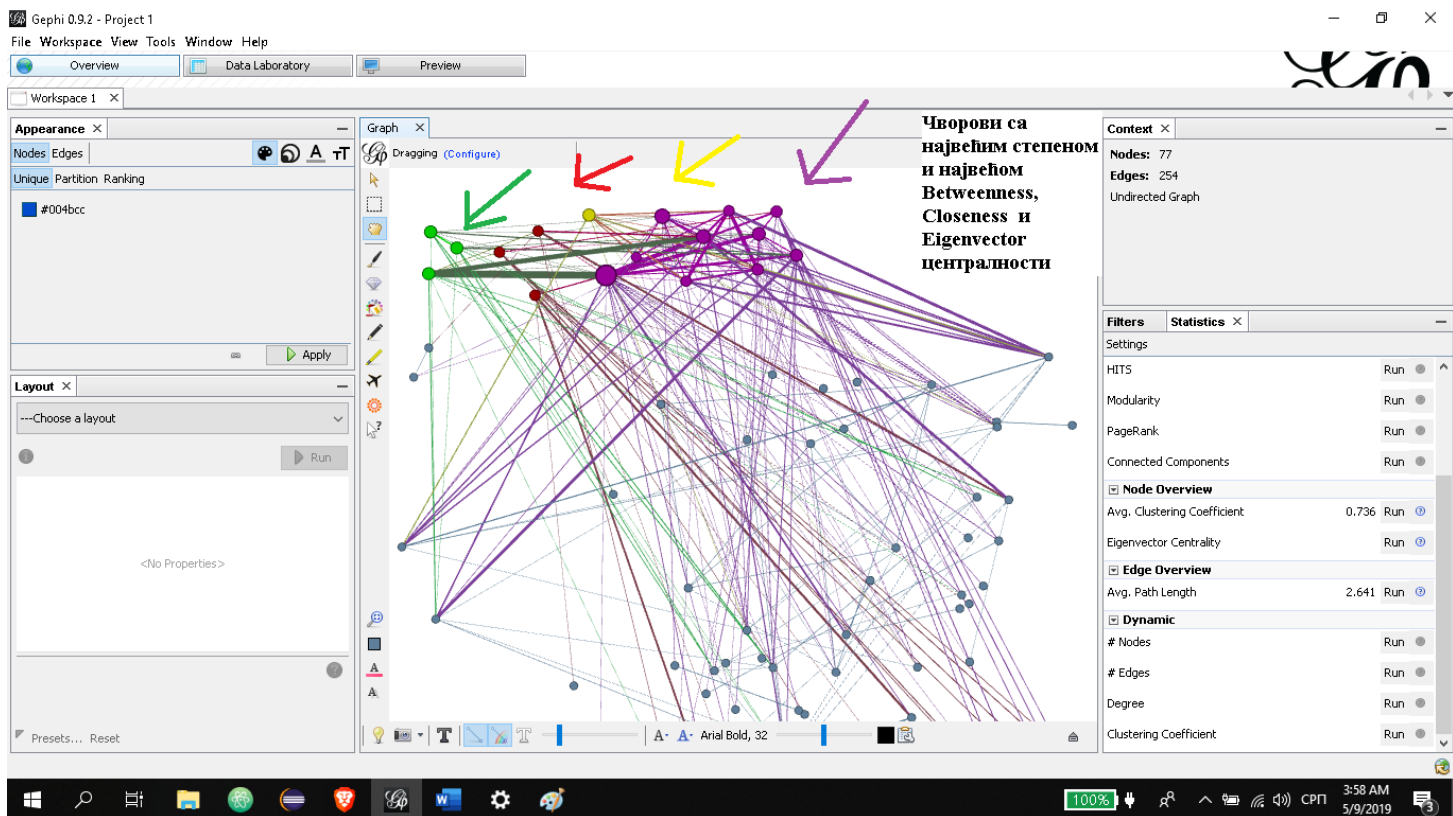 Gephi 0.9.2 - Project 1
File Workspace View Tools Window Help
Overview Data Laboratory Preview
Workspace 1
Appearance
Nodes Edges
Unique Partition Ranking
#004bcc
Apply
Layout
---Choose a layout
Run
<No Properties>
Presets... Reset
Graph
Dragging (Configure)
Чворови са
највећим степеном
и највећом
Betweenness,
Closeness и
Eigenvector
централности
Arial Bold, 32
Context
Nodes: 77
Edges: 254
Undirected Graph
Filters Statistics
Settings
HITS Run
Modularity Run
PageRank Run
Connected Components Run
Node Overview
Avg. Clustering Coefficient 0.736 Run
Eigenvector Centrality Run
Edge Overview
Avg. Path Length 2.641 Run
Dynamic
# Nodes Run
# Edges Run
Degree Run
Clustering Coefficient Run
100% СРП 3:58 AM
5/9/2019 3